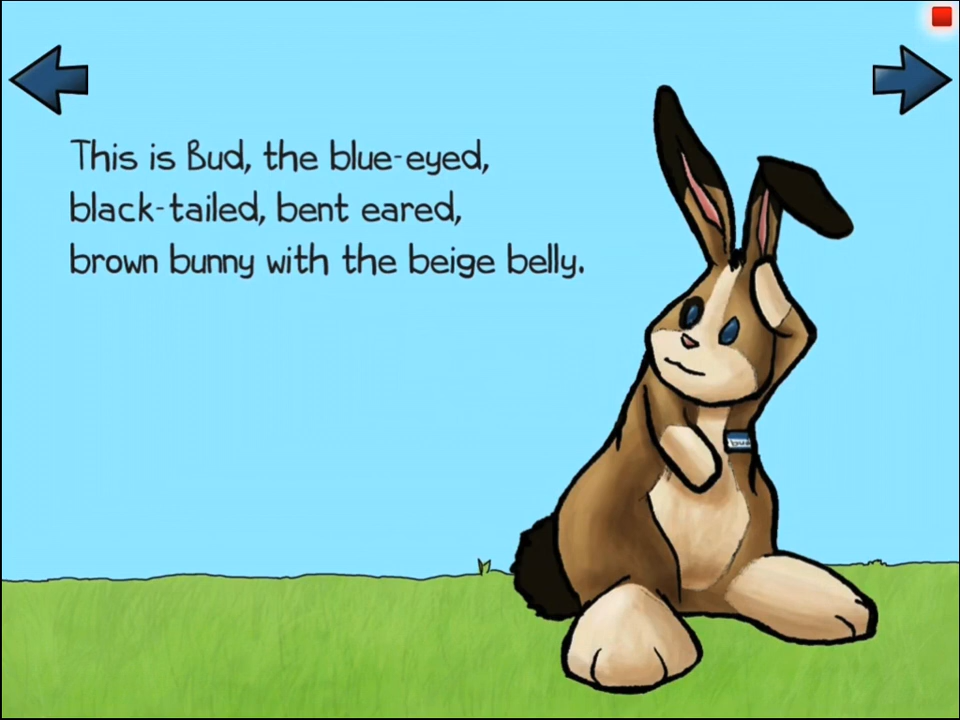 This is Bud, the blue-eyed,
black-tailed, bent eared,
brown bunny with the beige belly.